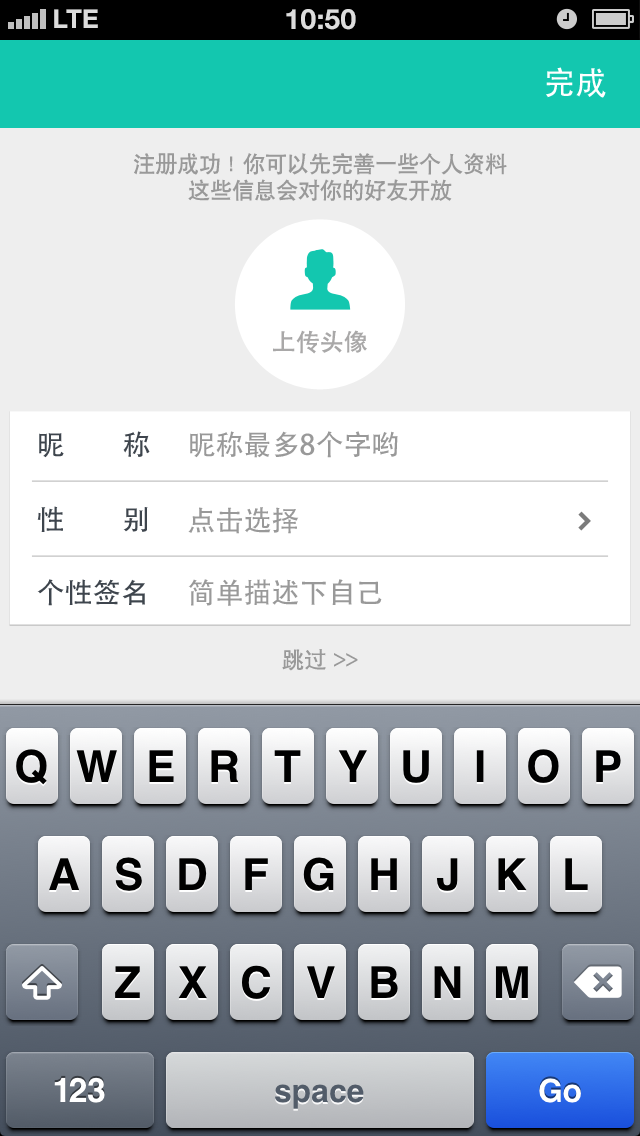 LTE 10:50
完成
注册成功！你可以先完善一些个人资料
这些信息会对你的好友开放
上传头像
昵 称 昵称最多8个字哟
性 别 点击选择
个性签名 简单描述下自己
跳过 >>
Q W E R T Y U I O P
A S D F G H J K L
Z X C V B N M
123 space Go